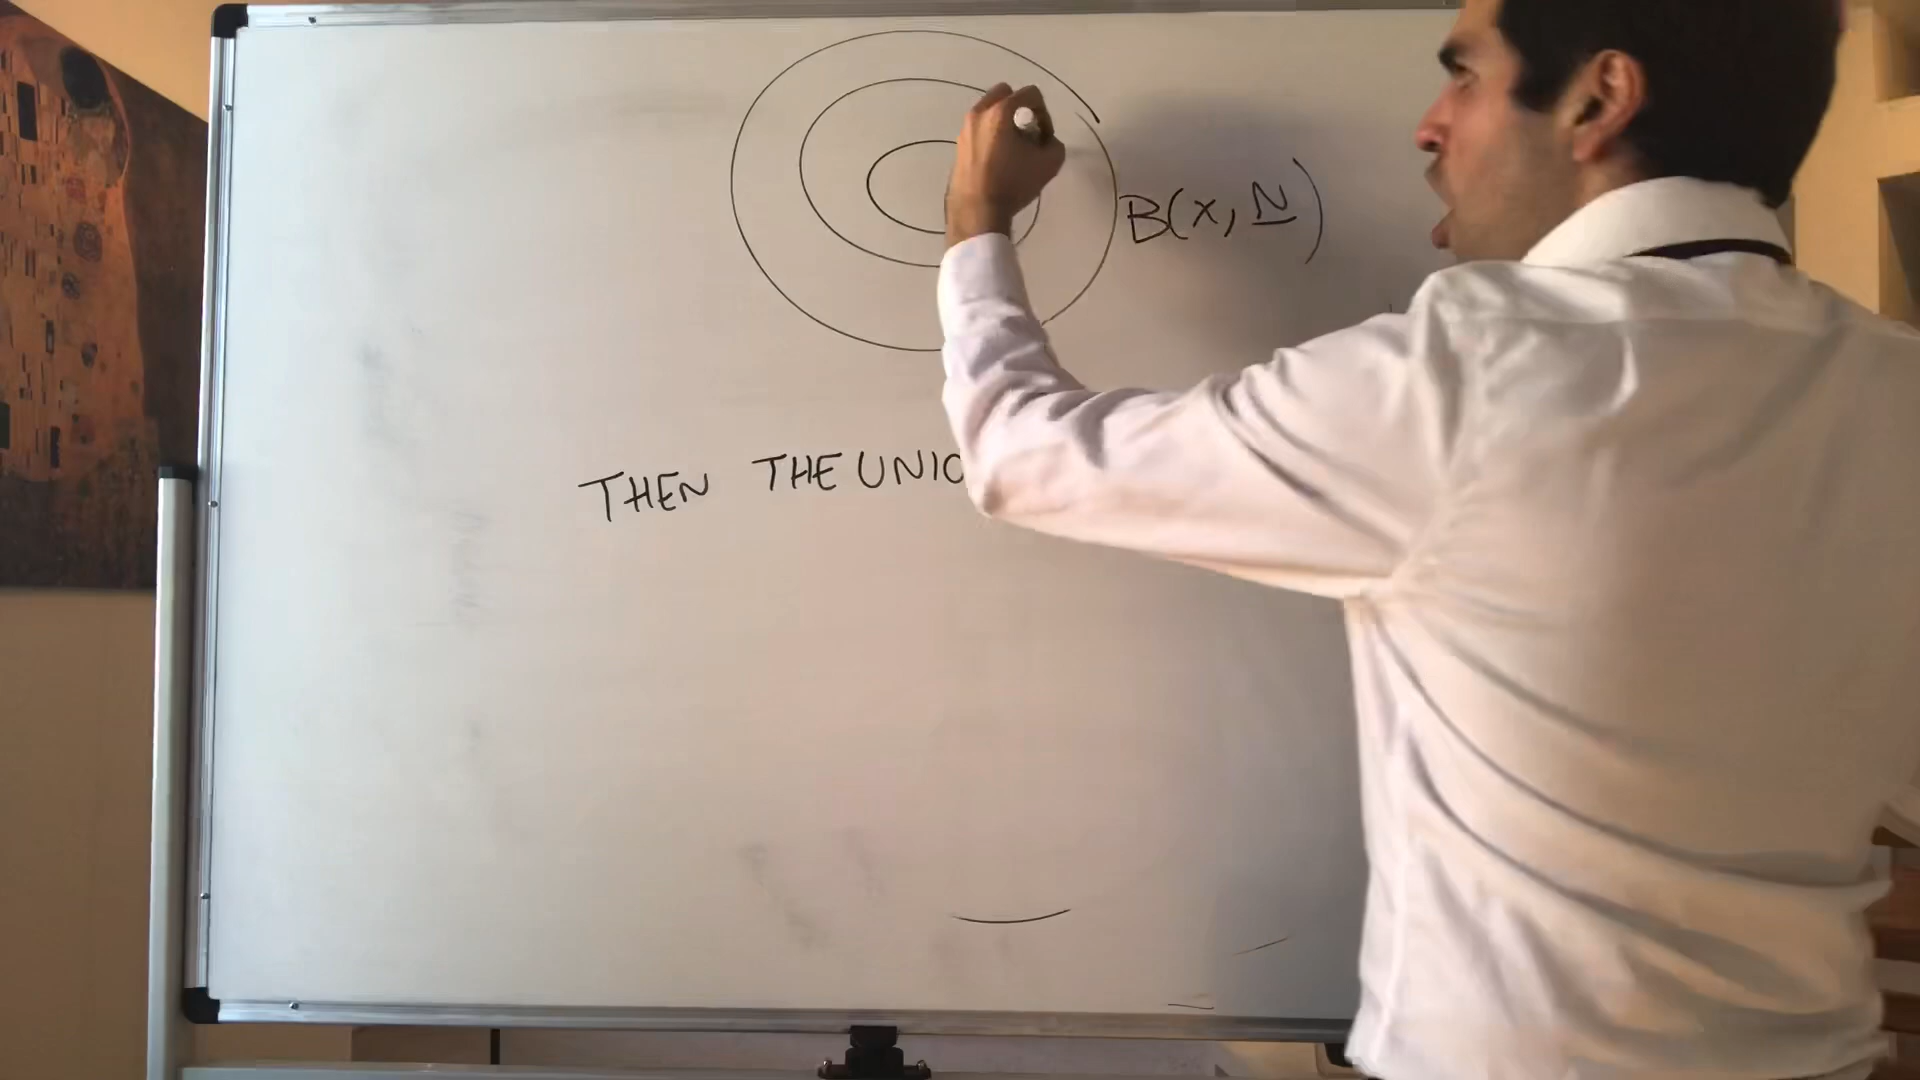 B(x, N)
THEN THE UNIO